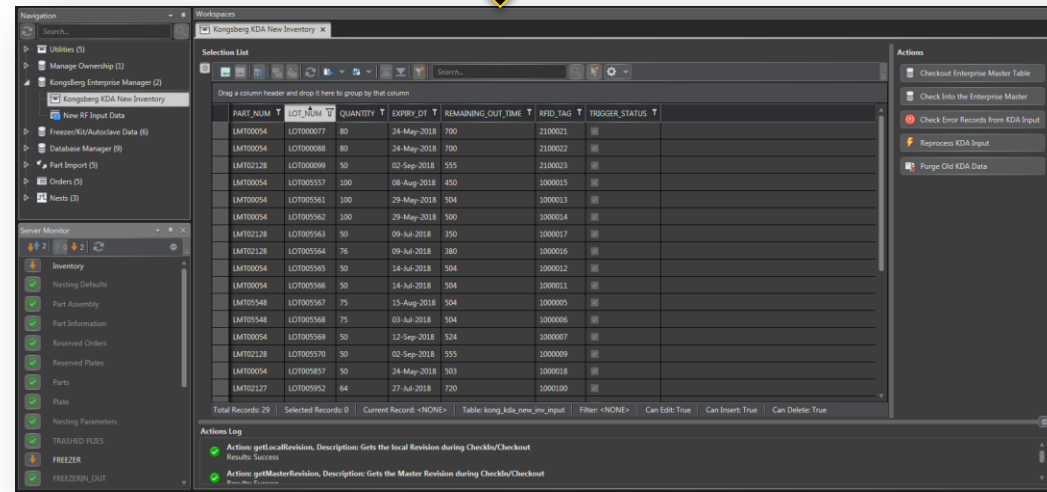 Navigation
Search...
Utilities (5)
Manage Ownership (1)
KongsBerg Enterprise Manager (2)
Kongsberg KDA New Inventory
New RF Input Data
Freezer/Kit/Autoclave Data (6)
Database Manager (9)
Part Import (5)
Orders (5)
Nests (3)
Server Monitor
2 0 2
Inventory
Nesting Defaults
Part Assembly
Part Information
Reserved Orders
Reserved Plates
Parts
Plate
Nesting Parameters
TRASHED PLIES
FREEZER
FREEZERIN_OUT
Workspaces
Kongsberg KDA New Inventory
Selection List
Search...
Drag a column header and drop it here to group by that column
PART_NUM LOT_NUM QUANTITY EXPIRY_DT REMAINING_OUT_TIME RFID_TAG TRIGGER_STATUS
LMT00054 LOT000077 80 24-May-2018 700 2100021
LMT00054 LOT000088 80 24-May-2018 700 2100022
LMT02128 LOT000099 50 02-Sep-2018 555 2100023
LMT00054 LOT005557 100 08-Aug-2018 450 1000015
LMT00054 LOT005561 100 29-May-2018 504 1000013
LMT00054 LOT005562 100 29-May-2018 500 1000014
LMT02128 LOT005563 50 09-Jul-2018 350 1000017
LMT02128 LOT005564 76 09-Jul-2018 380 1000016
LMT00054 LOT005565 50 14-Jul-2018 504 1000012
LMT00054 LOT005566 50 14-Jul-2018 504 1000011
LMT05548 LOT005567 75 15-Aug-2018 504 1000005
LMT05548 LOT005568 75 03-Jul-2018 504 1000006
LMT00054 LOT005569 50 12-Sep-2018 524 1000007
LMT02128 LOT005570 50 02-Sep-2018 555 1000009
LMT00054 LOT005857 50 24-May-2018 503 1000018
LMT02127 LOT005952 64 27-Jul-2018 720 1000100
Total Records: 29 Selected Records: 0 Current Record: <NONE> Table: kong_kda_new_inv_input Filter: <NONE> Can Edit: True Can Insert: True Can Delete: True
Actions Log
Action: getLocalRevision, Description: Gets the local Revision during CheckIn/Checkout
Results: Success
Action: getMasterRevision, Description: Gets the Master Revision during CheckIn/Checkout
Results: Success
Actions
Checkout Enterprise Master Table
Check Into the Enterprise Master
Check Error Records from KDA Input
Reprocess KDA Input
Purge Old KDA Data